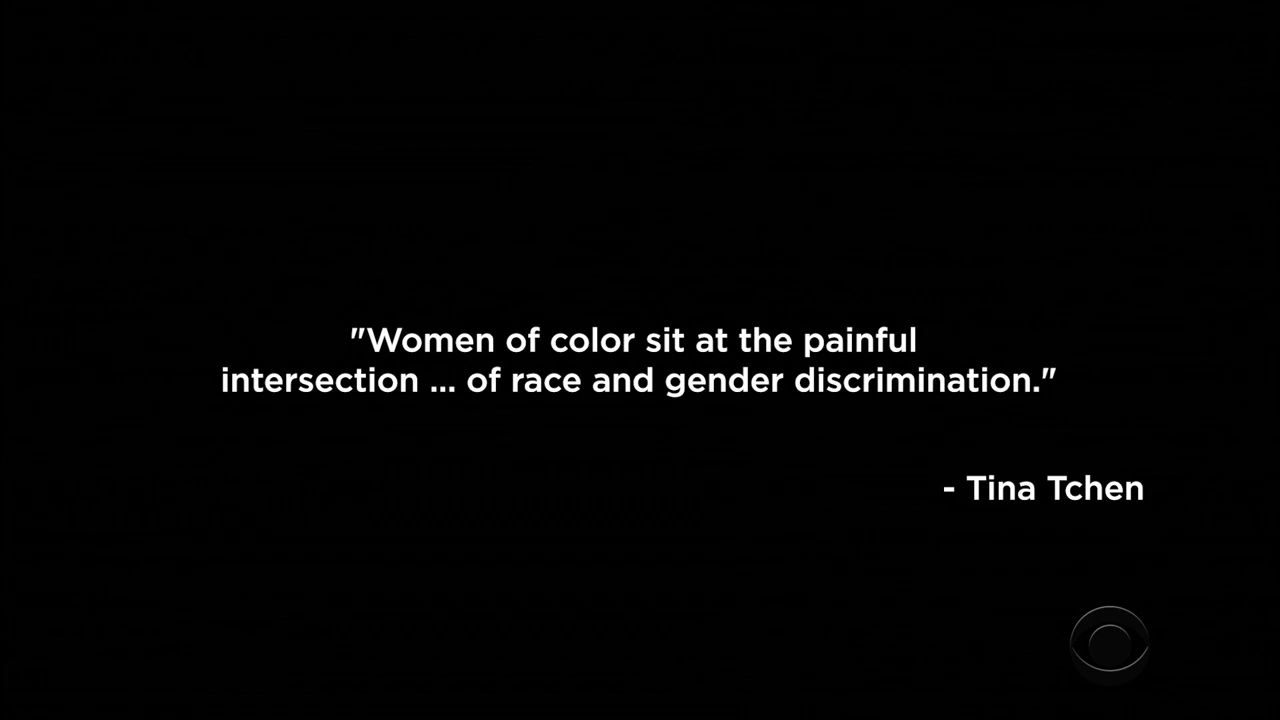 "Women of color sit at the painful
intersection ... of race and gender discrimination."
- Tina Tchen